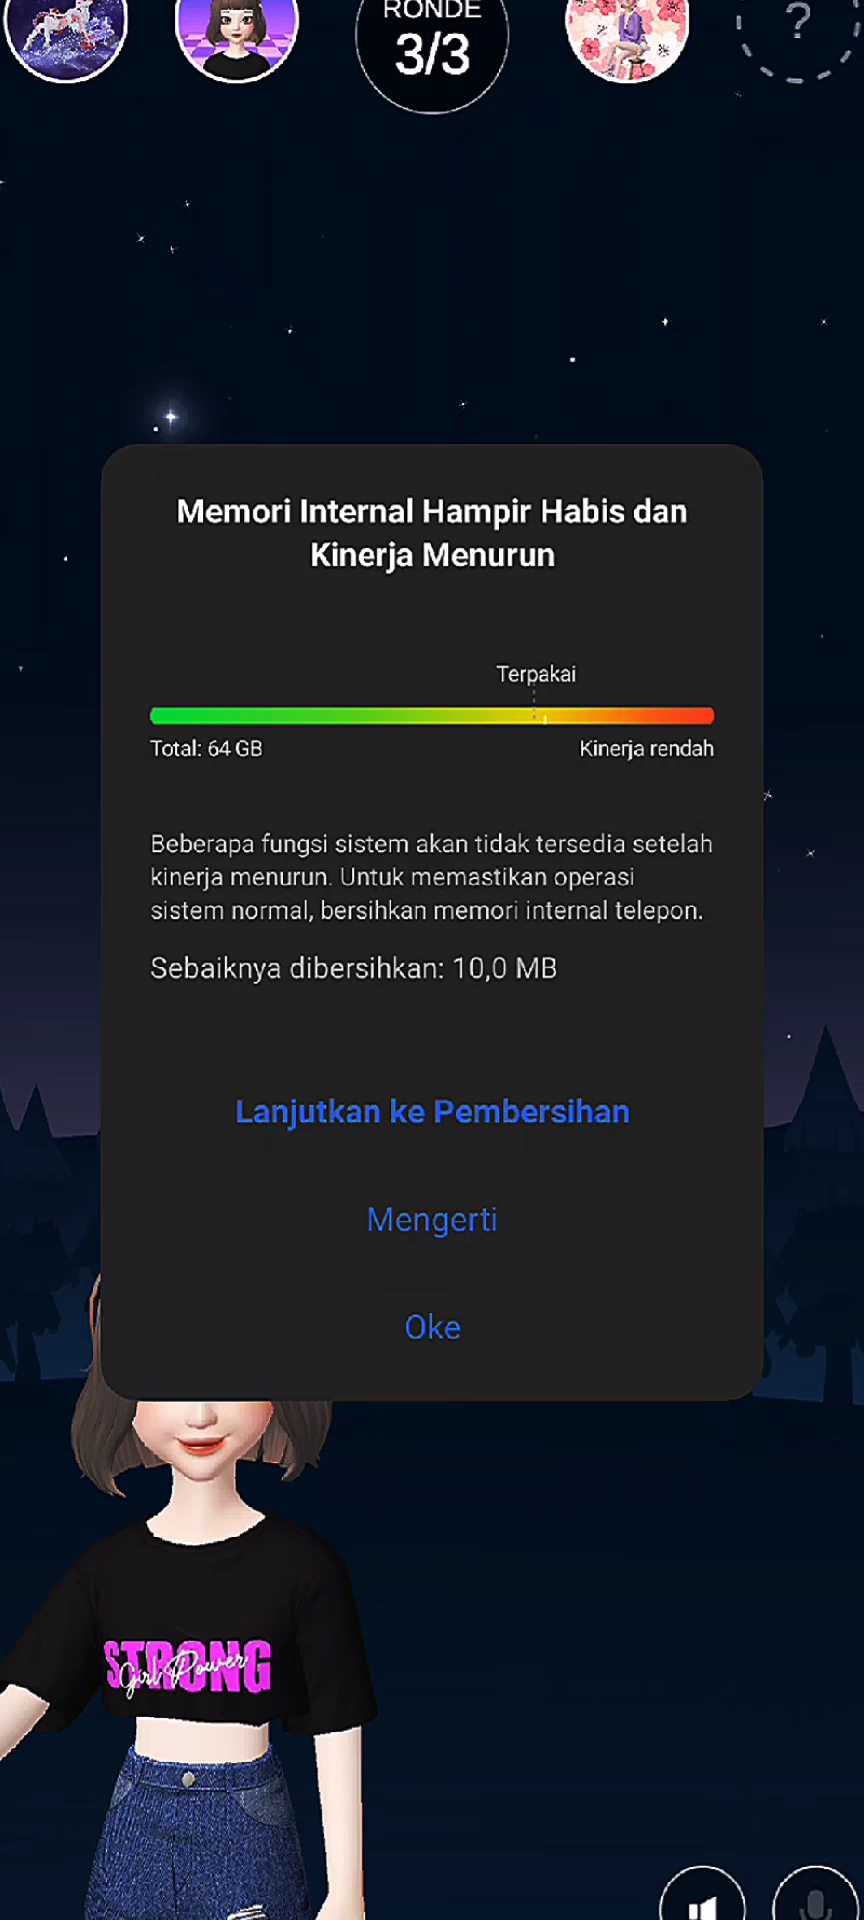 RONDE
3/3
?
Memori Internal Hampir Habis dan
Kinerja Menurun
Terpakai
Total: 64 GB
Kinerja rendah
Beberapa fungsi sistem akan tidak tersedia setelah
kinerja menurun. Untuk memastikan operasi
sistem normal, bersihkan memori internal telepon.
Sebaiknya dibersihkan: 10,0 MB
Lanjutkan ke Pembersihan
Mengerti
Oke
STRONG
Girl Power